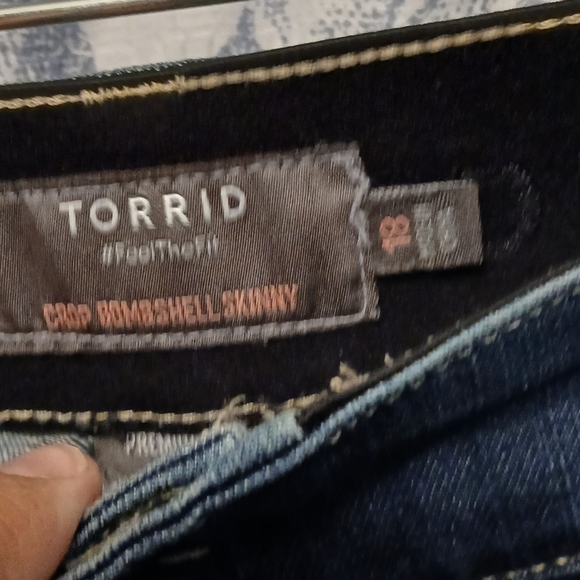 TORRID
#FeelTheFit
CROP BOMBSHELL SKINNY
18